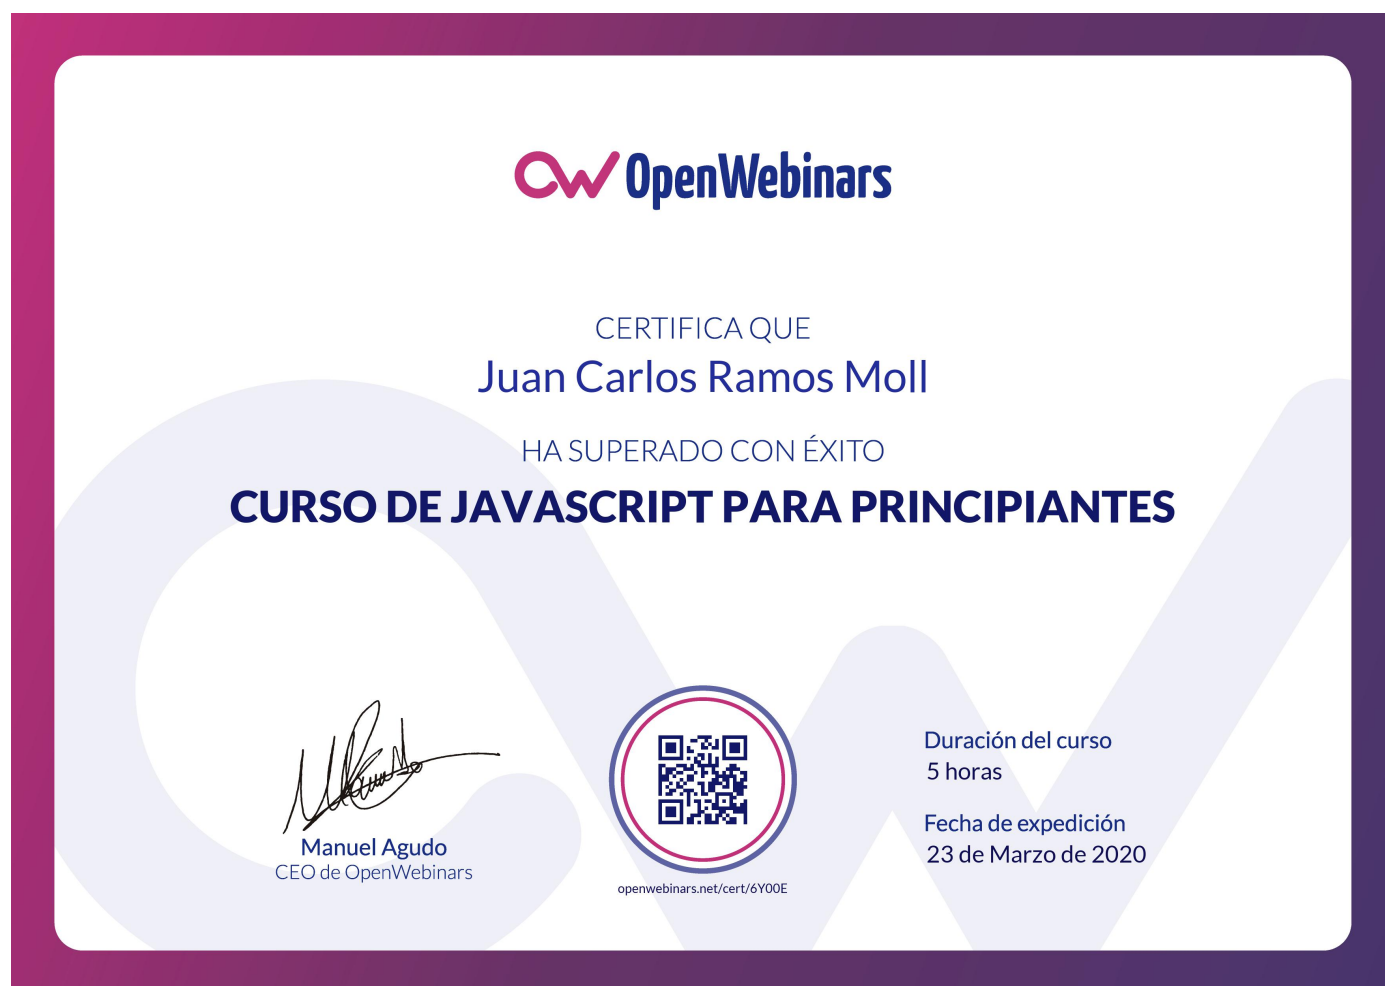 OpenWebinars
CERTIFICA QUE
Juan Carlos Ramos Moll
HA SUPERADO CON ÉXITO
CURSO DE JAVASCRIPT PARA PRINCIPIANTES
Manuel Agudo
CEO de OpenWebinars
openwebinars.net/cert/6Y00E
Duración del curso
5 horas
Fecha de expedición
23 de Marzo de 2020